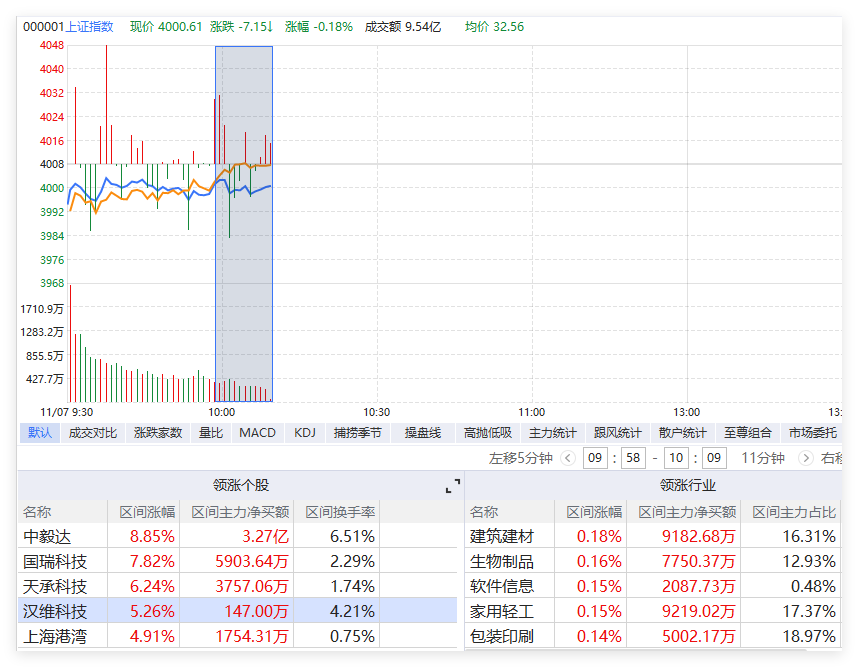 000001上证指数 现价 4000.61 涨跌 -7.15↓ 涨幅 -0.18% 成交额 9.54亿 均价 32.56
4048
4040
4032
4024
4016
4008
4000
3992
3984
3976
3968
1710.9万
1283.2万
855.5万
427.7万
11/07 9:30 10:00 10:30 11:00 13:00 13:
默认 成交对比 涨跌家数 量比 MACD KDJ 捕捞季节 操盘线 高抛低吸 主力统计 跟风统计 散户统计 至尊组合 市场委托
左移5分钟 09 : 58 - 10 : 09 11分钟 右移
领涨个股 领涨行业
名称 区间涨幅 区间主力净买额 区间换手率 名称 区间涨幅 区间主力净买额 区间主力占比
中毅达 8.85% 3.27亿 6.51% 建筑建材 0.18% 9182.68万 16.31%
国瑞科技 7.82% 5903.64万 2.29% 生物制品 0.16% 7750.37万 12.93%
天承科技 6.24% 3757.06万 1.74% 软件信息 0.15% 2087.73万 0.48%
汉维科技 5.26% 147.00万 4.21% 家用轻工 0.15% 9219.02万 17.37%
上海港湾 4.91% 1754.31万 0.75% 包装印刷 0.14% 5002.17万 18.97%